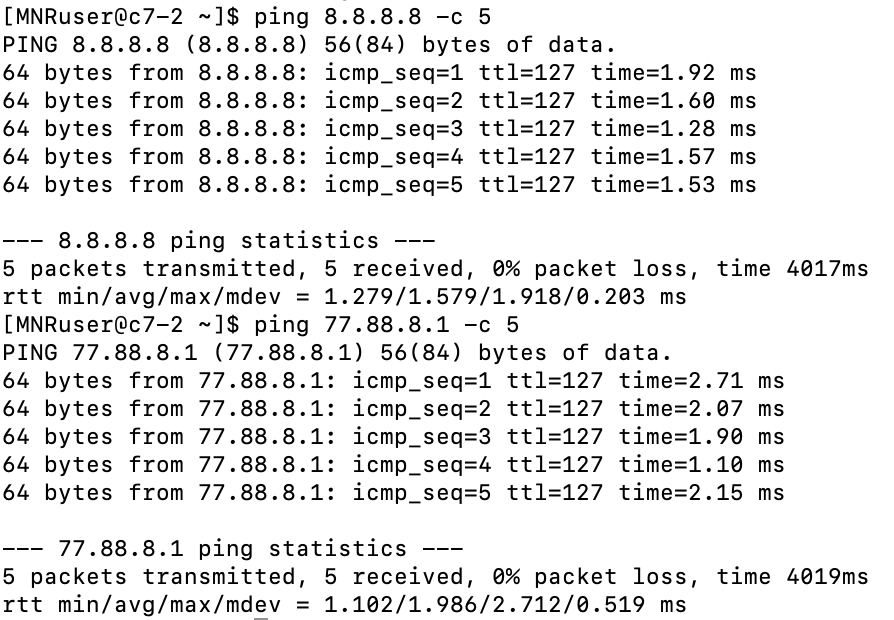 [MNRuser@c7-2 ~]$ ping 8.8.8.8 -c 5
PING 8.8.8.8 (8.8.8.8) 56(84) bytes of data.
64 bytes from 8.8.8.8: icmp_seq=1 ttl=127 time=1.92 ms
64 bytes from 8.8.8.8: icmp_seq=2 ttl=127 time=1.60 ms
64 bytes from 8.8.8.8: icmp_seq=3 ttl=127 time=1.28 ms
64 bytes from 8.8.8.8: icmp_seq=4 ttl=127 time=1.57 ms
64 bytes from 8.8.8.8: icmp_seq=5 ttl=127 time=1.53 ms

--- 8.8.8.8 ping statistics ---
5 packets transmitted, 5 received, 0% packet loss, time 4017ms
rtt min/avg/max/mdev = 1.279/1.579/1.918/0.203 ms
[MNRuser@c7-2 ~]$ ping 77.88.8.1 -c 5
PING 77.88.8.1 (77.88.8.1) 56(84) bytes of data.
64 bytes from 77.88.8.1: icmp_seq=1 ttl=127 time=2.71 ms
64 bytes from 77.88.8.1: icmp_seq=2 ttl=127 time=2.07 ms
64 bytes from 77.88.8.1: icmp_seq=3 ttl=127 time=1.90 ms
64 bytes from 77.88.8.1: icmp_seq=4 ttl=127 time=1.10 ms
64 bytes from 77.88.8.1: icmp_seq=5 ttl=127 time=2.15 ms

--- 77.88.8.1 ping statistics ---
5 packets transmitted, 5 received, 0% packet loss, time 4019ms
rtt min/avg/max/mdev = 1.102/1.986/2.712/0.519 ms